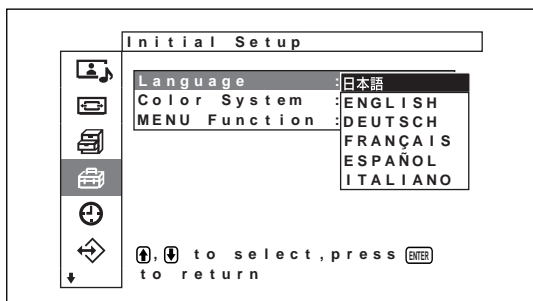 Initial Setup
Language :日本語
Color System :ENGLISH
MENU Function :DEUTSCH
FRANÇAIS
ESPAÑOL
ITALIANO
, to select,press ENTER
to return